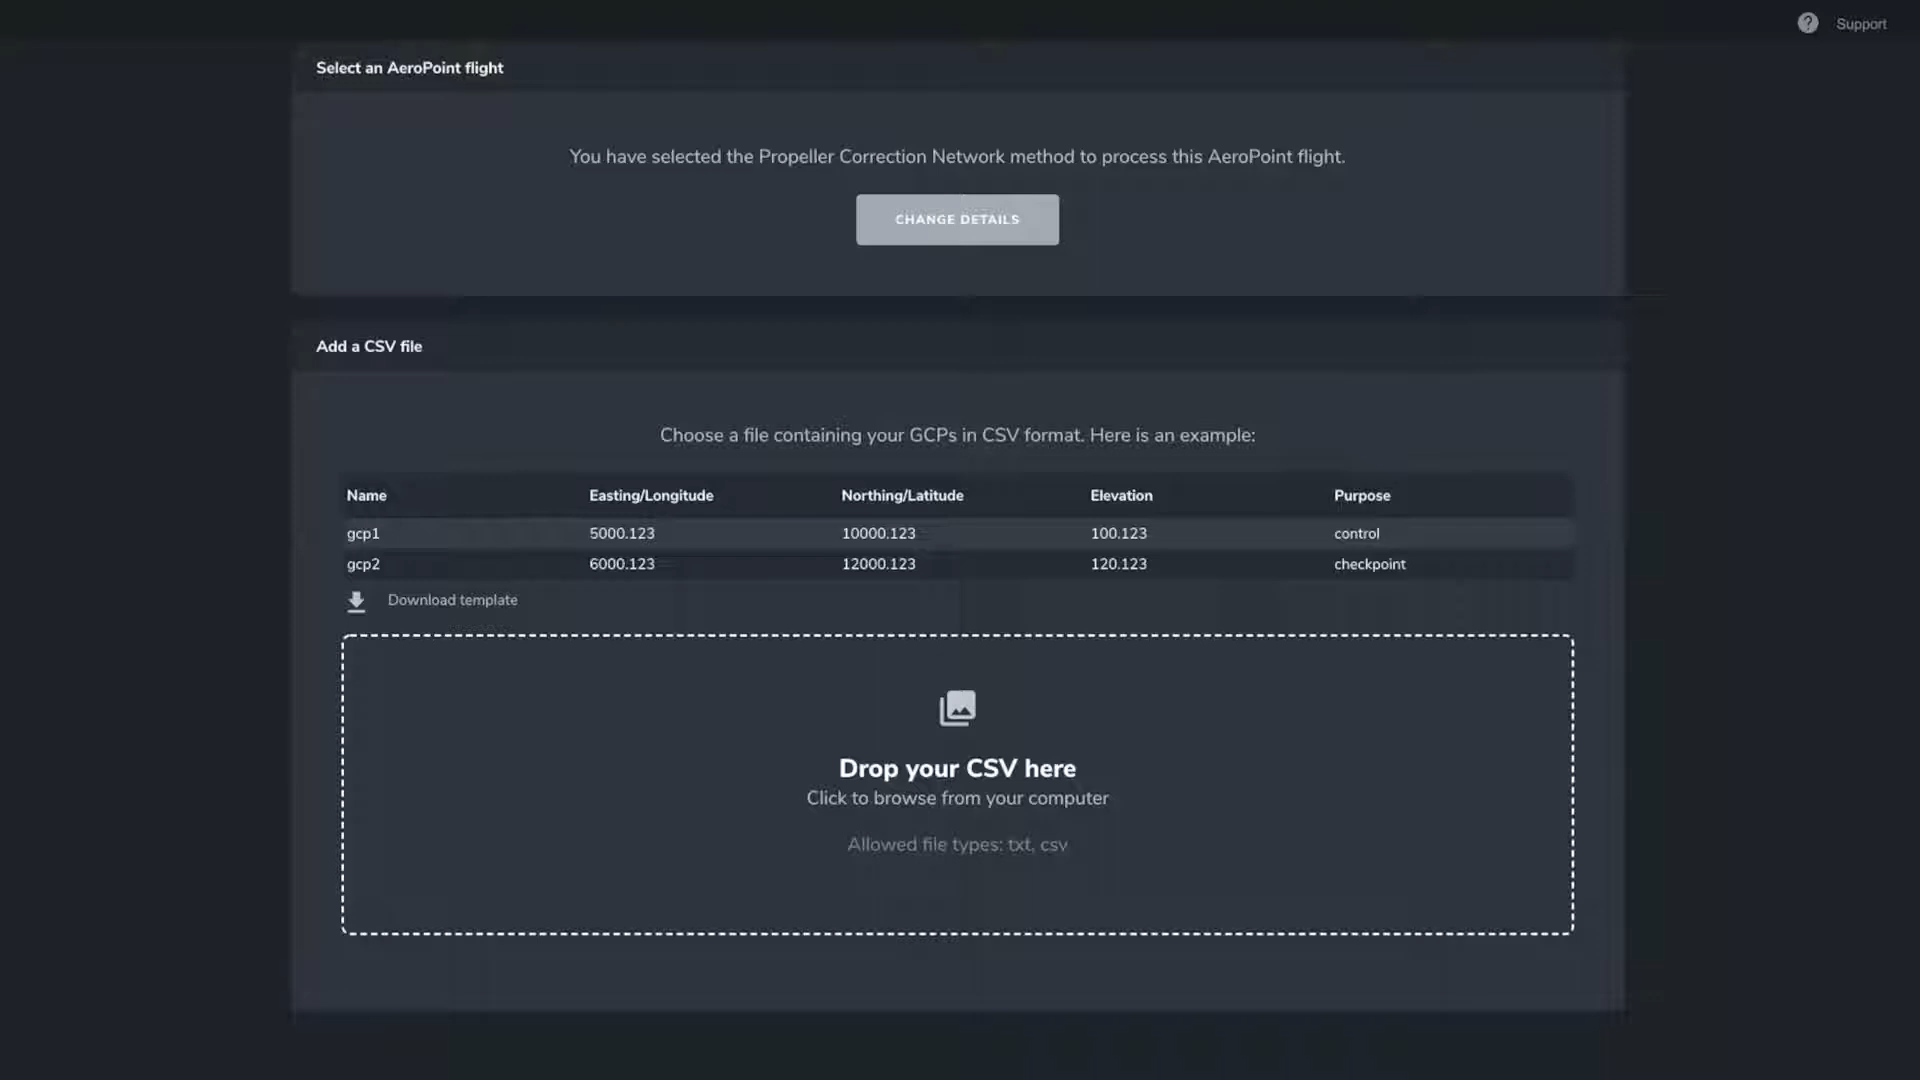 Support
Select an AeroPoint flight
You have selected the Propeller Correction Network method to process this AeroPoint flight.
CHANGE DETAILS
Add a CSV file
Choose a file containing your GCPs in CSV format. Here is an example:
Name Easting/Longitude Northing/Latitude Elevation Purpose
gcp1 5000.123 10000.123 100.123 control
gcp2 6000.123 12000.123 120.123 checkpoint
Download template
Drop your CSV here
Click to browse from your computer
Allowed file types: txt, csv